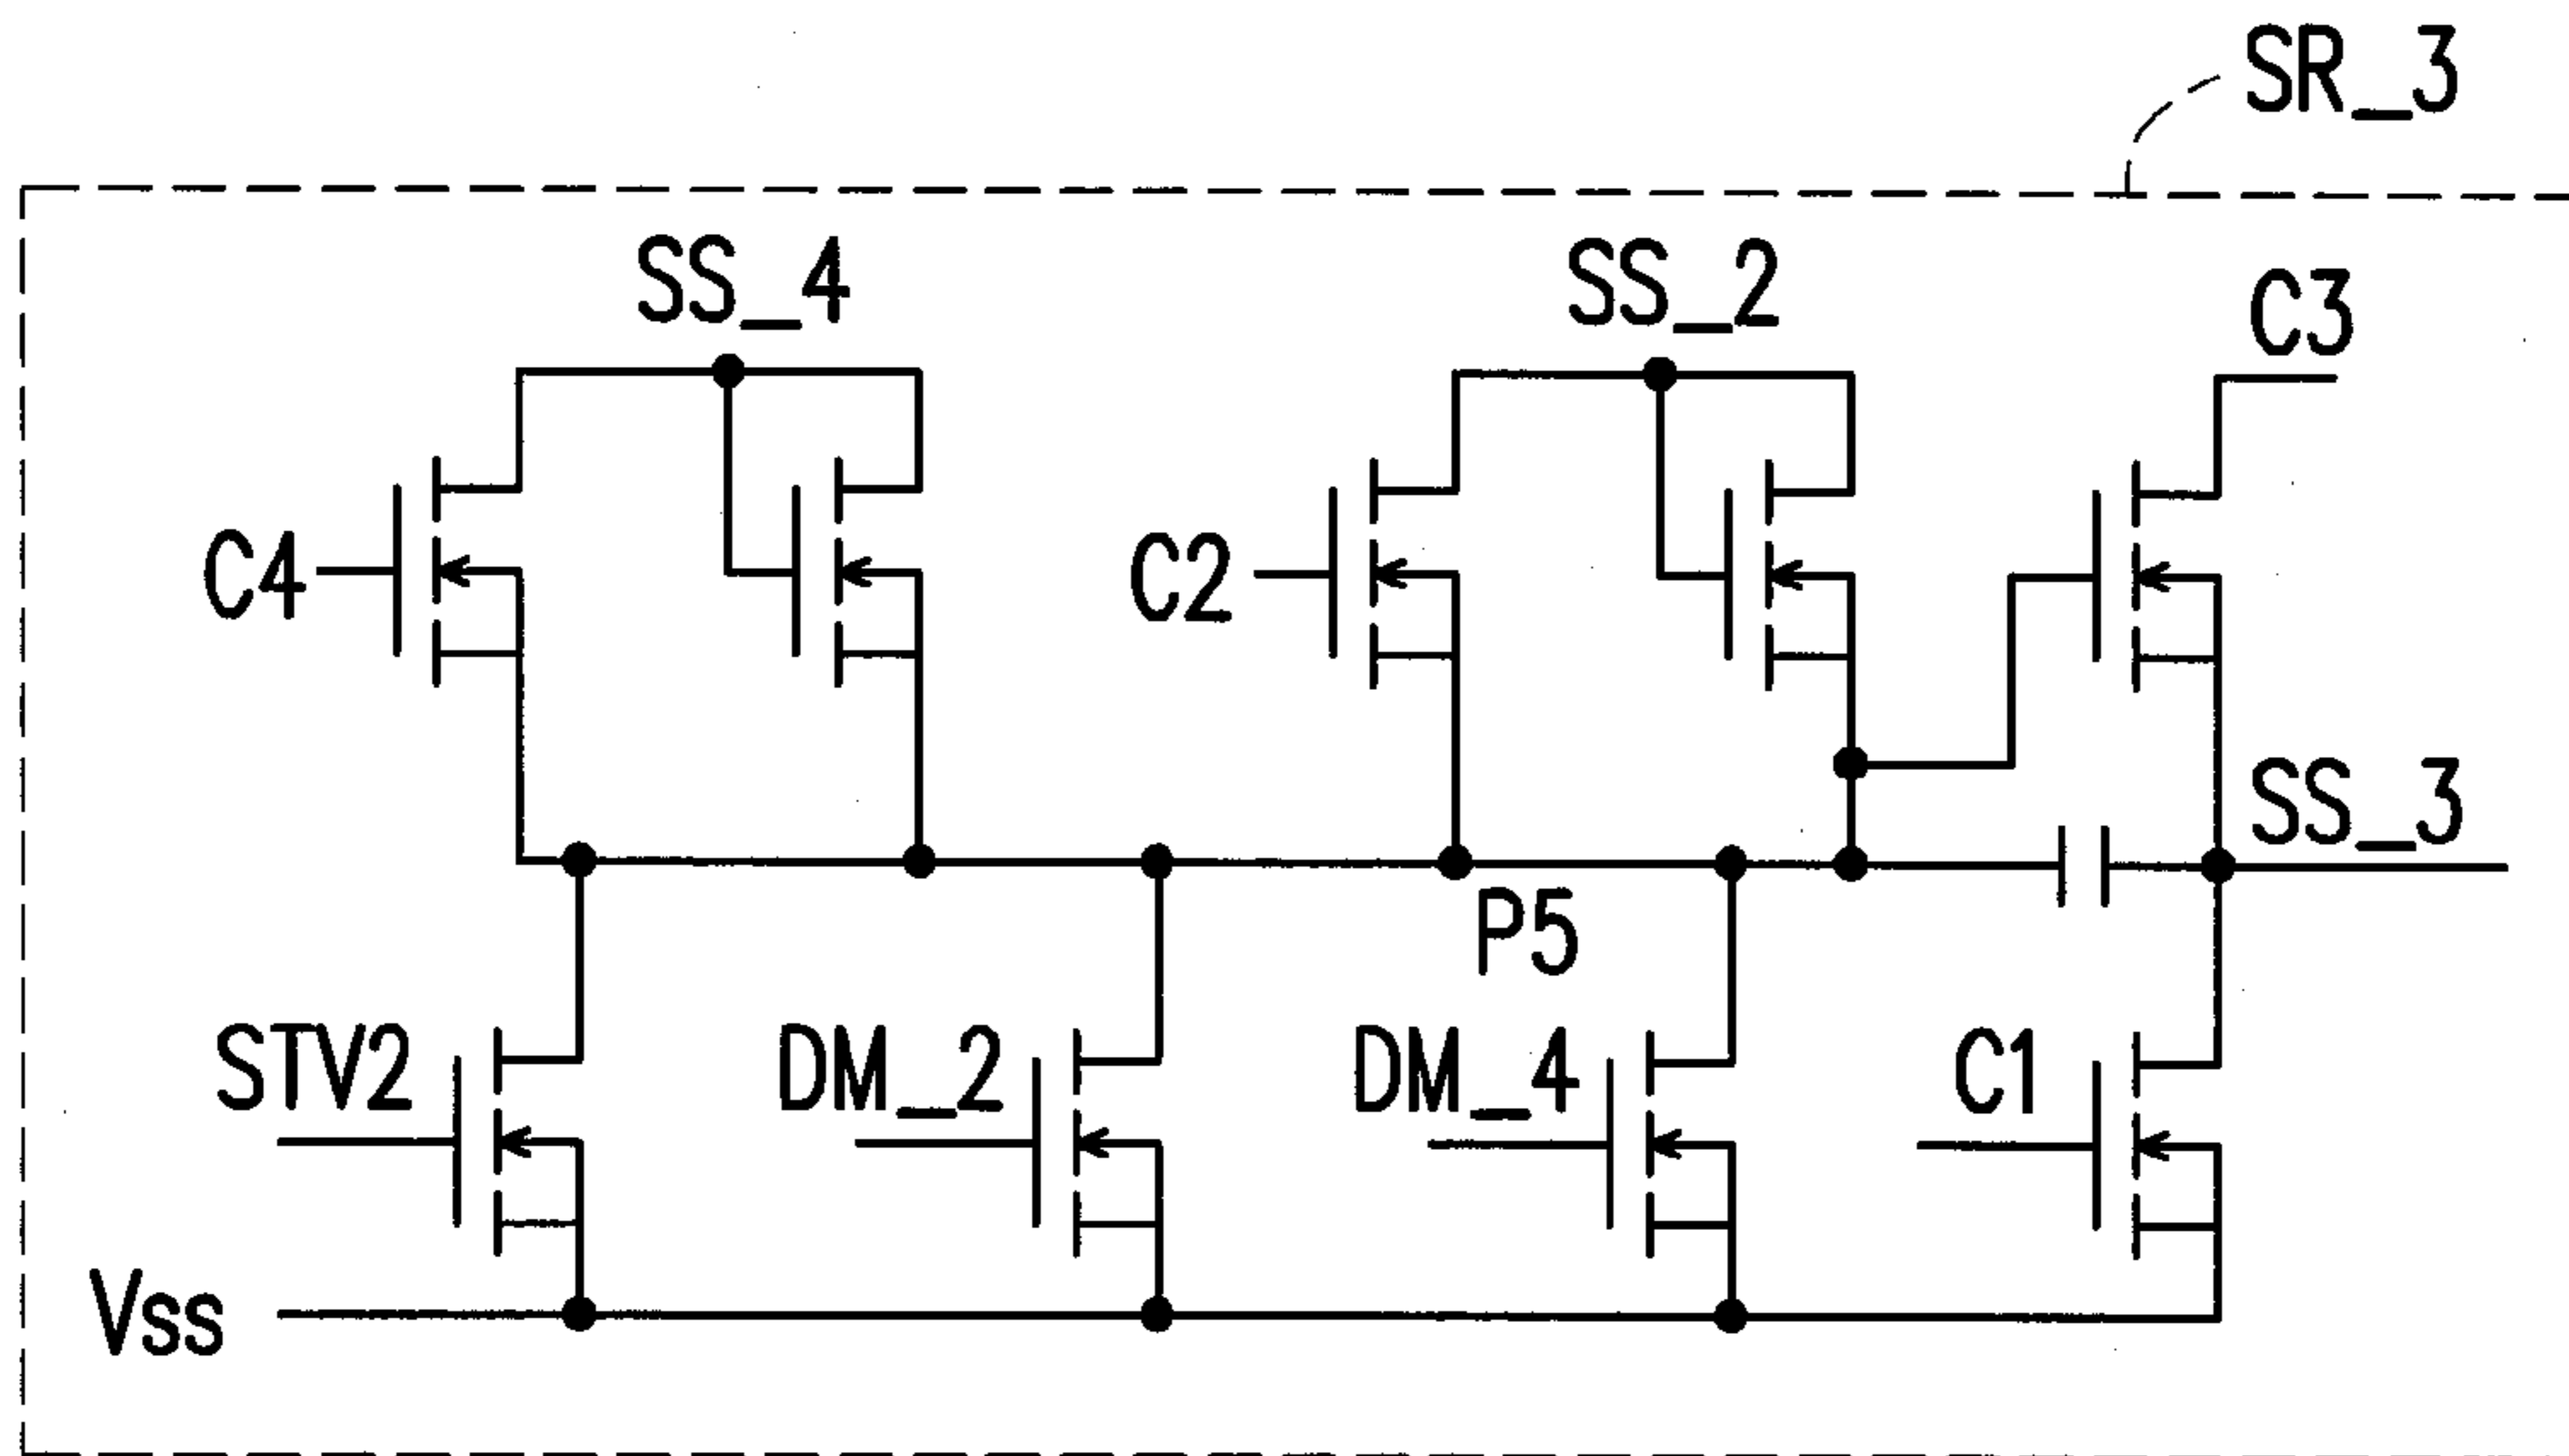 SR_3
SS_4
SS_2
C3
C4
C2
SS_3
P5
STV2
DM_2
DM_4
C1
Vss